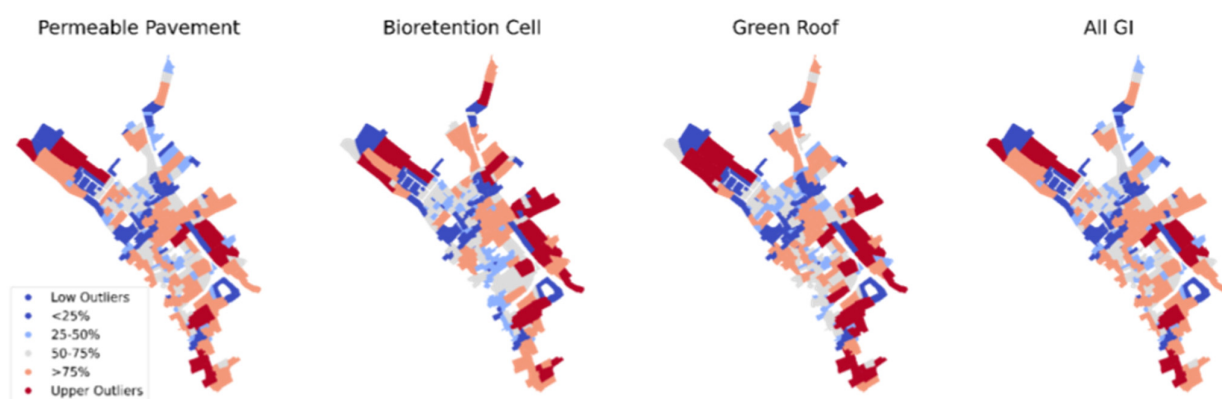 Permeable Pavement
Bioretention Cell
Green Roof
All GI
Low Outliers
<25%
25-50%
50-75%
>75%
Upper Outliers